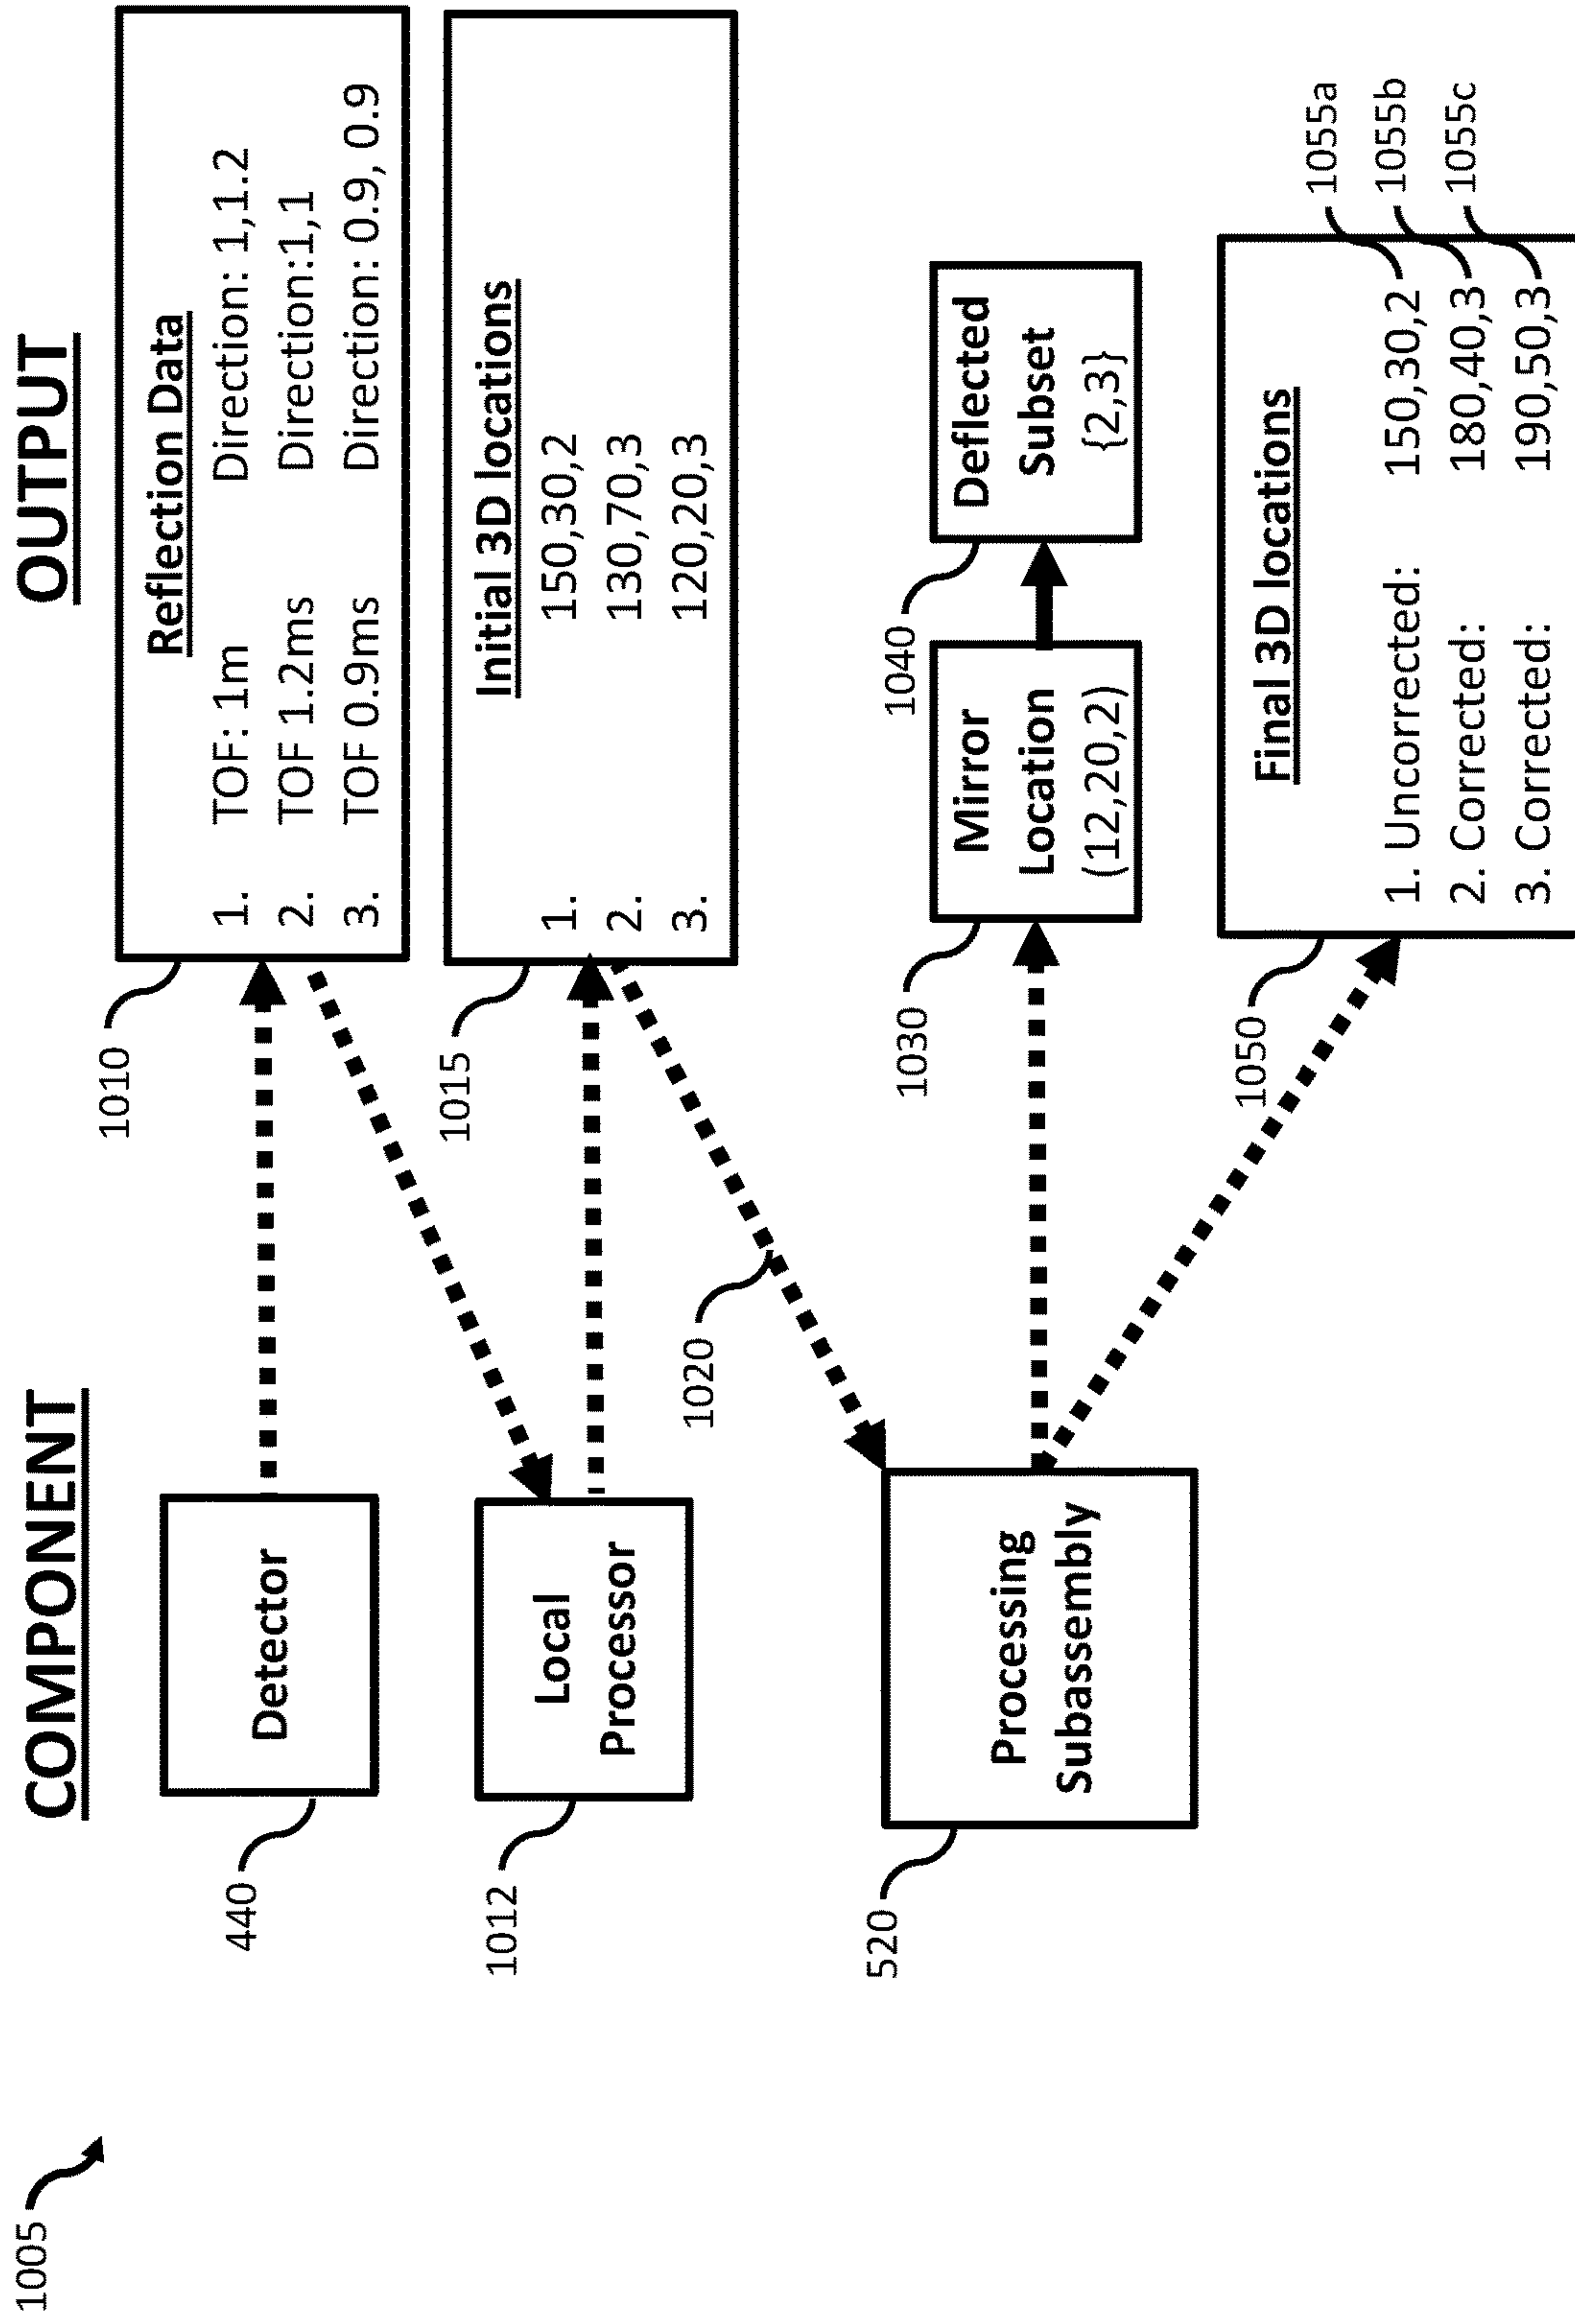 1005
COMPONENT
OUTPUT
440
Detector
1010
Reflection Data
1. TOF: 1m Direction: 1,1.2
2. TOF 1.2ms Direction:1,1
3. TOF 0.9ms Direction: 0.9, 0.9
1012
Local
Processor
1015
Initial 3D locations
1. 150,30,2
2. 130,70,3
3. 120,20,3
1020
520
Processing
Subassembly
1030
Mirror
Location
(12,20,2)
1040
Deflected
Subset
{2,3}
1050
Final 3D locations
1. Uncorrected: 150,30,2
2. Corrected: 180,40,3
3. Corrected: 190,50,3
1055a
1055b
1055c